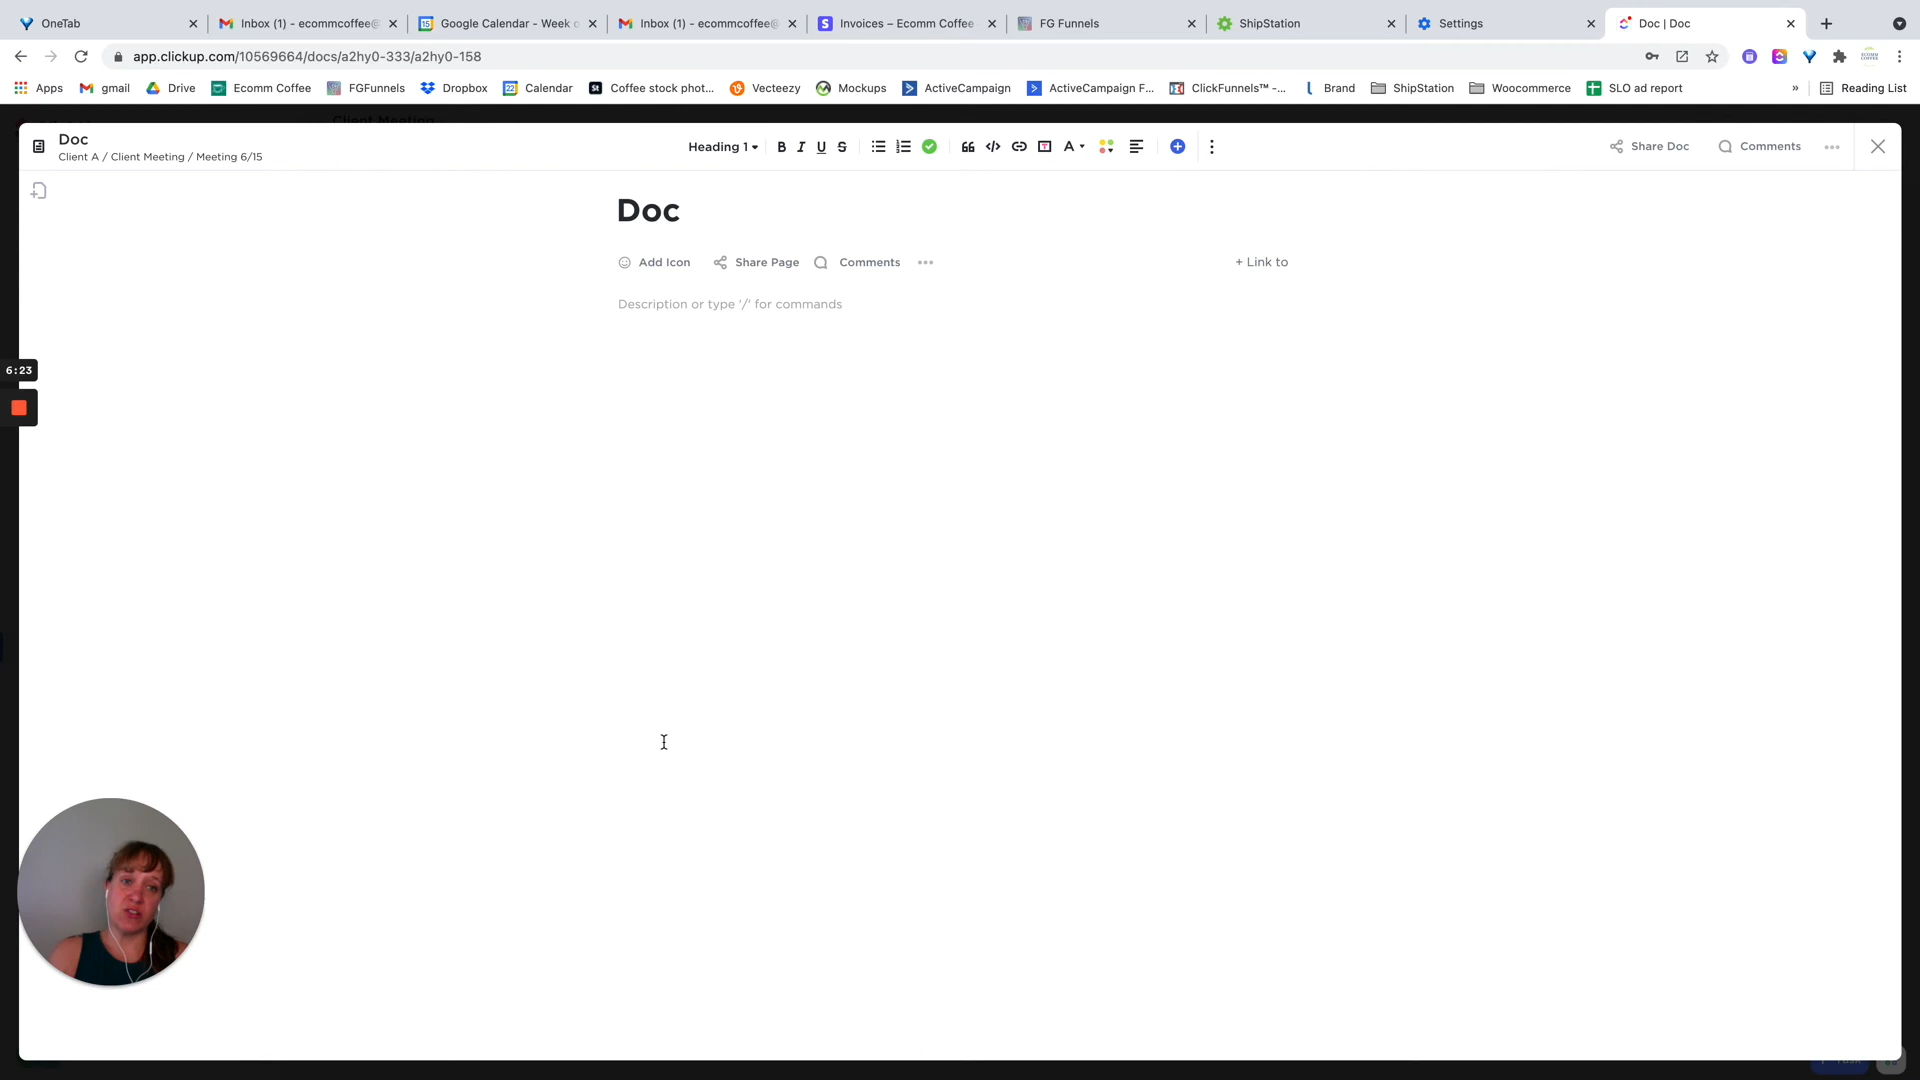 OneTab
Inbox (1) - ecommcoffee@
Google Calendar - Week o
Inbox (1) - ecommcoffee@
Invoices – Ecomm Coffee
FG Funnels
ShipStation
Settings
Doc | Doc
app.clickup.com/10569664/docs/a2hy0-333/a2hy0-158
Apps
gmail
Drive
Ecomm Coffee
FGFunnels
Dropbox
Calendar
Coffee stock phot...
Vecteezy
Mockups
ActiveCampaign
ActiveCampaign F...
ClickFunnels™ -...
Brand
ShipStation
Woocommerce
SLO ad report
»
Reading List
Client Meeting
Doc
Client A / Client Meeting / Meeting 6/15
Heading 1
B I U S
A
Share Doc
Comments
Doc
Add Icon
Share Page
Comments
+ Link to
Description or type '/' for commands
6:23